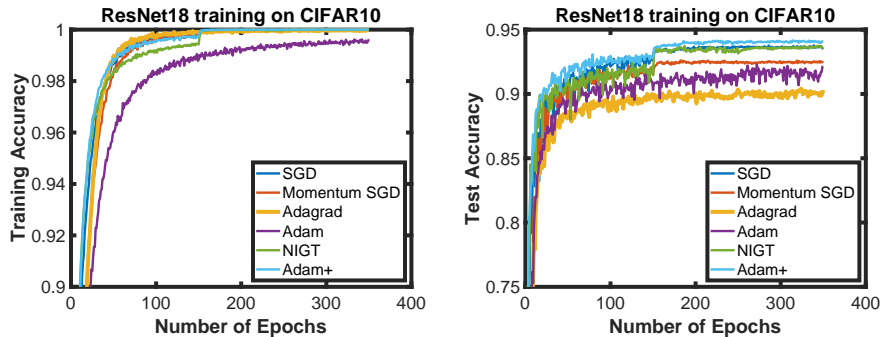 ResNet18 training on CIFAR10
Training Accuracy
1
0.98
0.96
0.94
0.92
0.9
0
100
200
300
400
Number of Epochs
SGD
Momentum SGD
Adagrad
Adam
NIGT
Adam+
ResNet18 training on CIFAR10
Test Accuracy
0.95
0.9
0.85
0.8
0.75
0
100
200
300
400
Number of Epochs
SGD
Momentum SGD
Adagrad
Adam
NIGT
Adam+